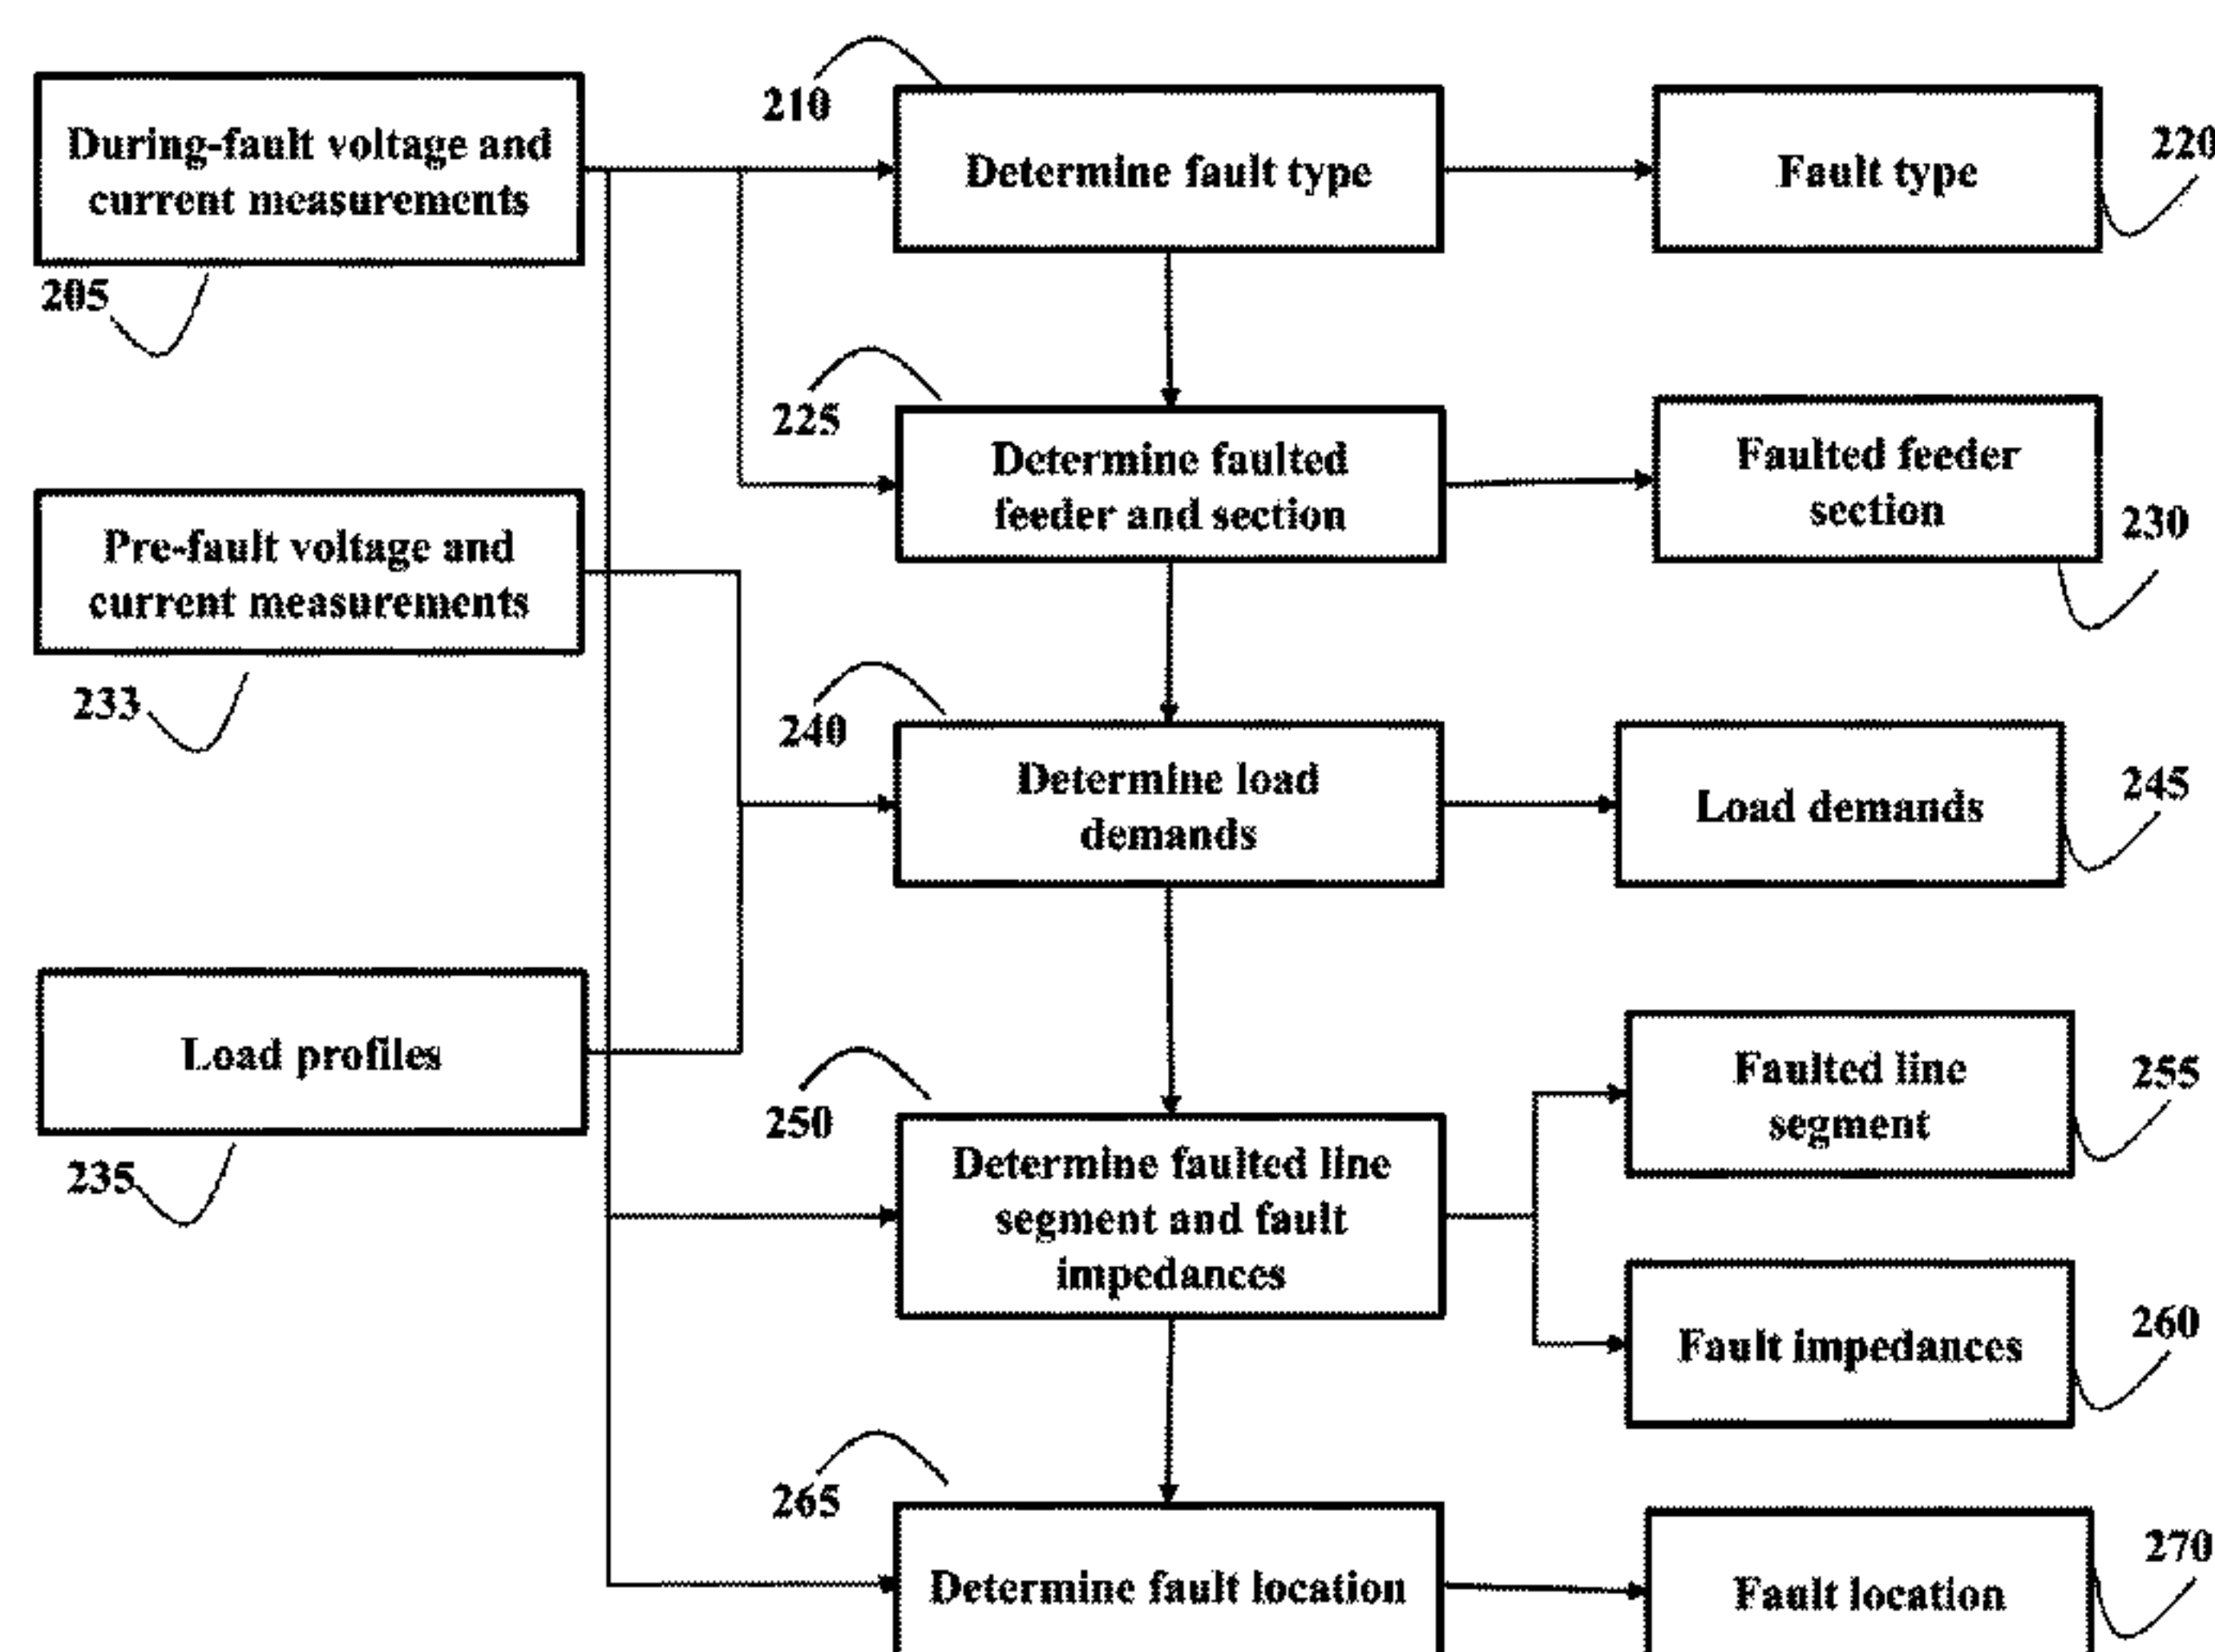 210
During-fault voltage and
current measurements
205
Determine fault type
Fault type
220
225
Determine faulted
feeder and section
Faulted feeder
section
230
Pre-fault voltage and
current measurements
233
240
Determine load
demands
Load demands
245
Load profiles
235
250
Determine faulted line
segment and fault
impedances
Faulted line
segment
255
Fault impedances
260
265
Determine fault location
Fault location
270